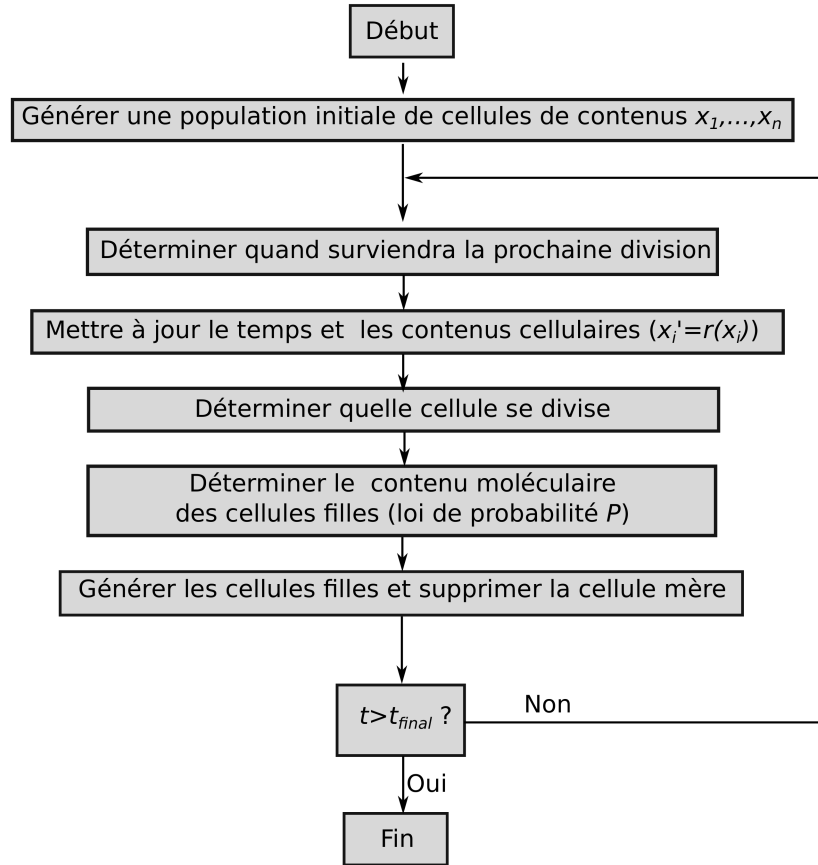 Début
Générer une population initiale de cellules de contenus x1,...,xn
Déterminer quand surviendra la prochaine division
Mettre à jour le temps et  les contenus cellulaires (xi'=r(xi))
Déterminer quelle cellule se divise
Déterminer le  contenu moléculaire
des cellules filles (loi de probabilité P)
Générer les cellules filles et supprimer la cellule mère
t>tfinal ?
Non
Oui
Fin